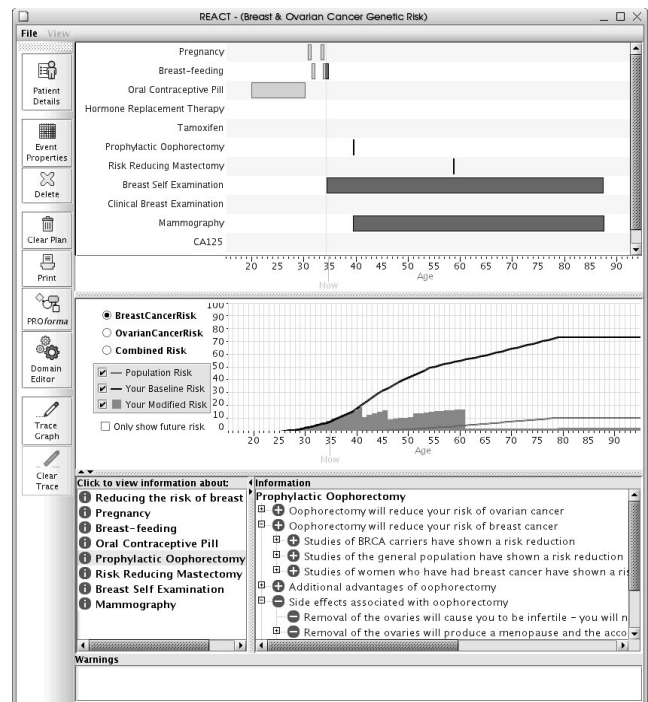 REACT - (Breast & Ovarian Cancer Genetic Risk)
File View
Patient
Details
Event
Properties
Delete
Clear Plan
Print
PROforma
Domain
Editor
Trace
Graph
Clear
Trace
Pregnancy
Breast-feeding
Oral Contraceptive Pill
Hormone Replacement Therapy
Tamoxifen
Prophylactic Oophorectomy
Risk Reducing Mastectomy
Breast Self Examination
Clinical Breast Examination
Mammography
CA125
20 25 30 35 40 45 50 55 60 65 70 75 80 85 90
Age
Now
BreastCancerRisk
OvarianCancerRisk
Combined Risk
Population Risk
Your Baseline Risk
Your Modified Risk
Only show future risk
100
90
80
70
60
50
40
30
20
10
0
20 25 30 35 40 45 50 55 60 65 70 75 80 85 90
Age
Now
Click to view information about:
Reducing the risk of breast
Pregnancy
Breast-feeding
Oral Contraceptive Pill
Prophylactic Oophorectomy
Risk Reducing Mastectomy
Breast Self Examination
Mammography
Information
Prophylactic Oophorectomy
Oophorectomy will reduce your risk of ovarian cancer
Oophorectomy will reduce your risk of breast cancer
Studies of BRCA carriers have shown a risk reduction
Studies of the general population have shown a risk reduction
Studies of women who have had breast cancer have shown a ris
Additional advantages of oophorectomy
Side effects associated with oophorectomy
Removal of the ovaries will cause you to be infertile - you will n
Removal of the ovaries will produce a menopause and the acco
Warnings